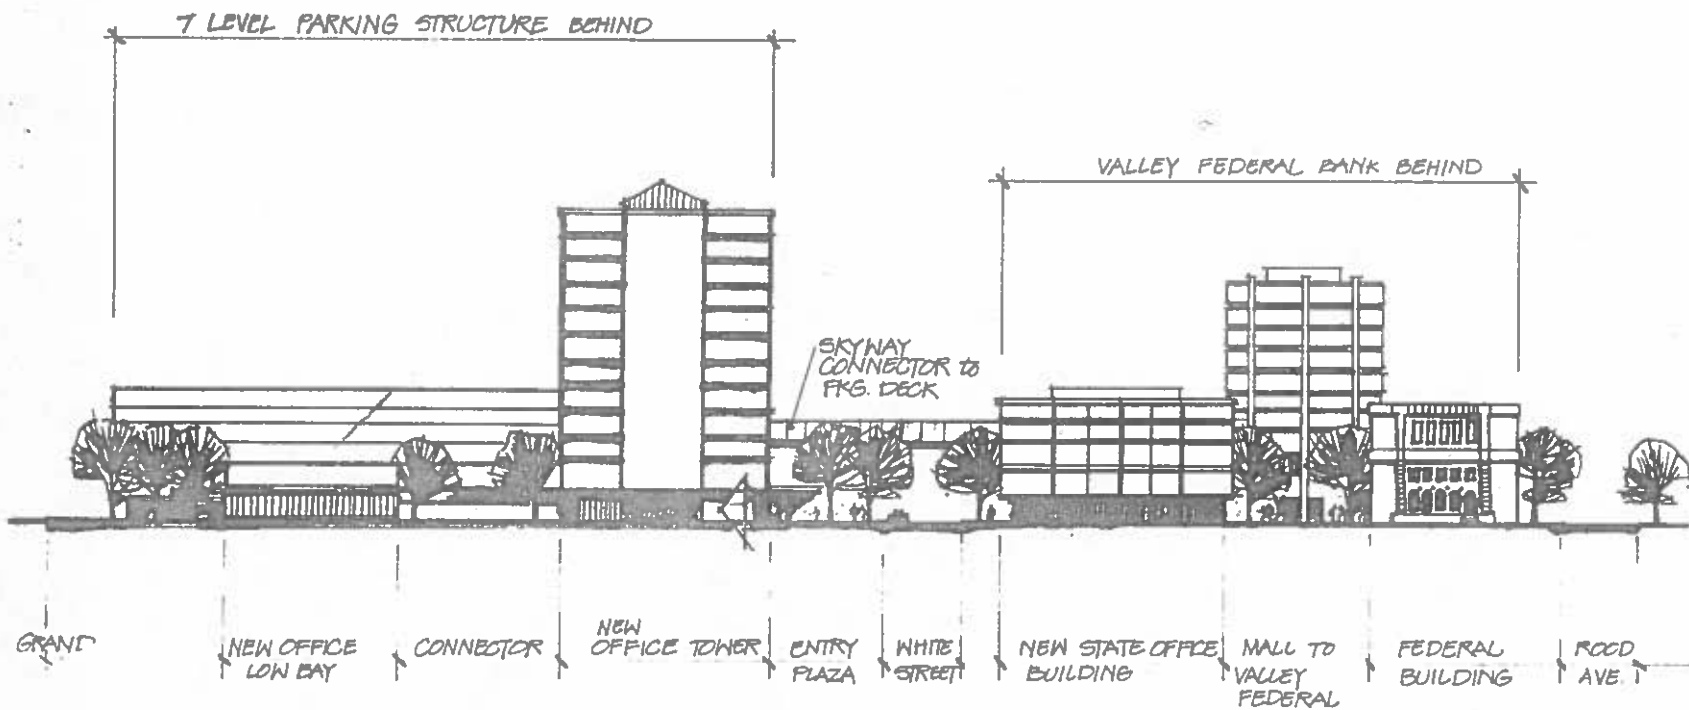 7 LEVEL PARKING STRUCTURE BEHIND
VALLEY FEDERAL BANK BEHIND
SKYWAY
CONNECTOR to
PKG. DECK
GRAND
NEW OFFICE
LOW BAY
CONNECTOR
NEW
OFFICE TOWER
ENTRY
PLAZA
WHITE
STREET
NEW STATE OFFICE
BUILDING
MALL TO
VALLEY
FEDERAL
FEDERAL
BUILDING
ROOD
AVE.